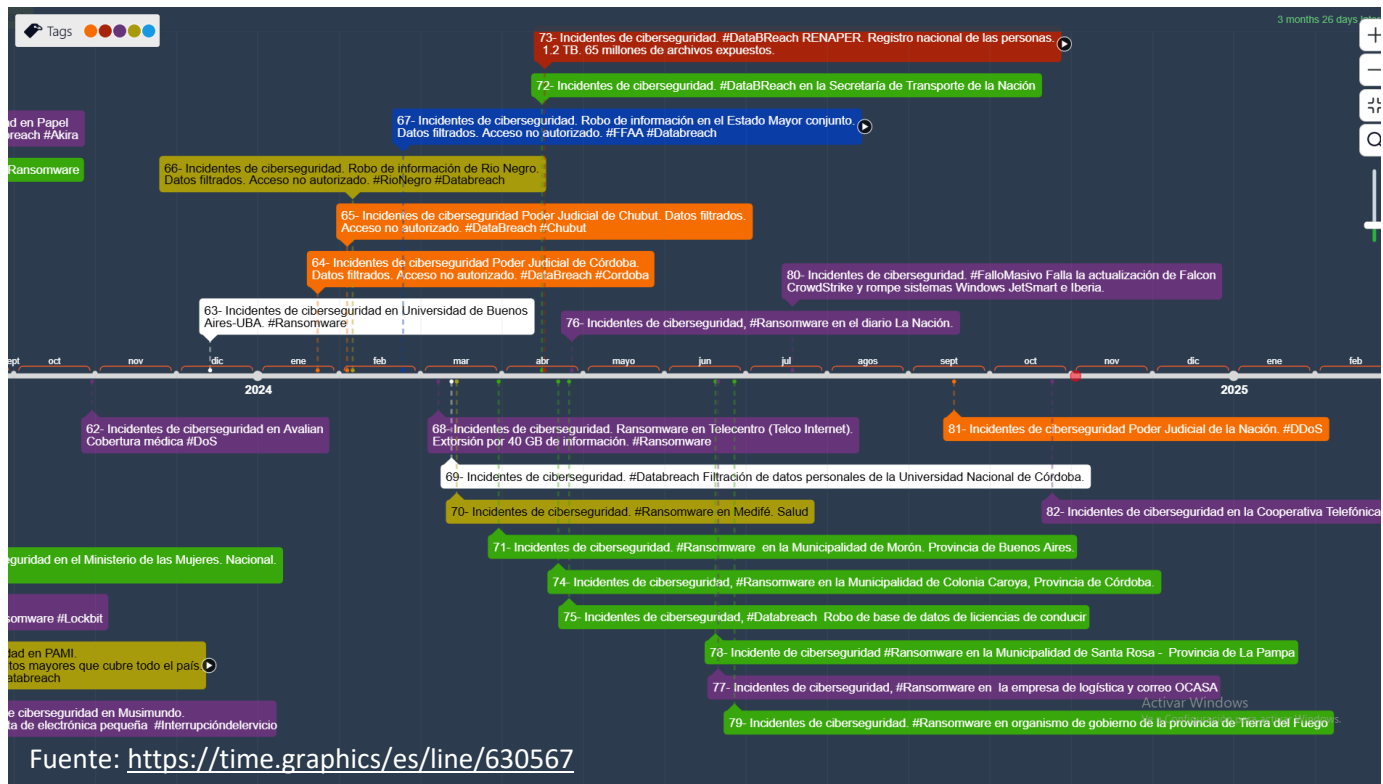 Tags
3 months 26 days
73- Incidentes de ciberseguridad. #DataBReach RENAPER. Registro nacional de las personas.
1.2 TB. 65 millones de archivos expuestos.
72- Incidentes de ciberseguridad. #DataBReach en la Secretaría de Transporte de la Nación
67- Incidentes de ciberseguridad. Robo de información en el Estado Mayor conjunto.
Datos filtrados. Acceso no autorizado. #FFAA #Databreach
d en Papel
breach #Akira
Ransomware
66- Incidentes de ciberseguridad. Robo de información de Rio Negro.
Datos filtrados. Acceso no autorizado. #RioNegro #Databreach
65- Incidentes de ciberseguridad Poder Judicial de Chubut. Datos filtrados.
Acceso no autorizado. #DataBreach #Chubut
64- Incidentes de ciberseguridad Poder Judicial de Córdoba.
Datos filtrados. Acceso no autorizado. #DataBreach #Cordoba
80- Incidentes de ciberseguridad. #FalloMasivo Falla la actualización de Falcon
CrowdStrike y rompe sistemas Windows JetSmart e Iberia.
63- Incidentes de ciberseguridad en Universidad de Buenos
Aires-UBA. #Ransomware
76- Incidentes de ciberseguridad, #Ransomware en el diario La Nación.
ept oct nov dic ene feb mar abr mayo jun jul agos sept oct nov dic ene feb
2024 2025
62- Incidentes de ciberseguridad en Avalian
Cobertura médica #DoS
68- Incidentes de ciberseguridad. Ransomware en Telecentro (Telco Internet).
Extorsión por 40 GB de información. #Ransomware
81- Incidentes de ciberseguridad Poder Judicial de la Nación. #DDoS
69- Incidentes de ciberseguridad. #Databreach Filtración de datos personales de la Universidad Nacional de Córdoba.
70- Incidentes de ciberseguridad. #Ransomware en Medifé. Salud
82- Incidentes de ciberseguridad en la Cooperativa Telefónica
71- Incidentes de ciberseguridad. #Ransomware en la Municipalidad de Morón. Provincia de Buenos Aires.
eguridad en el Ministerio de las Mujeres. Nacional.
74- Incidentes de ciberseguridad, #Ransomware en la Municipalidad de Colonia Caroya, Provincia de Córdoba.
somware #Lockbit
75- Incidentes de ciberseguridad, #Databreach Robo de base de datos de liciencias de conducir
dad en PAMI.
tos mayores que cubre todo el país.
atabreach
78- Incidente de ciberseguridad #Ransomware en la Municipalidad de Santa Rosa - Provincia de La Pampa
77- Incidentes de ciberseguridad, #Ransomware en la empresa de logística y correo OCASA
Activar Windows
e ciberseguridad en Musimundo.
ta de electrónica pequeña #Interrupcióndelervicio
79- Incidentes de ciberseguridad. #Ransomware en organismo de gobierno de la provincia de Tierra del Fuego
Fuente: https://time.graphics/es/line/630567